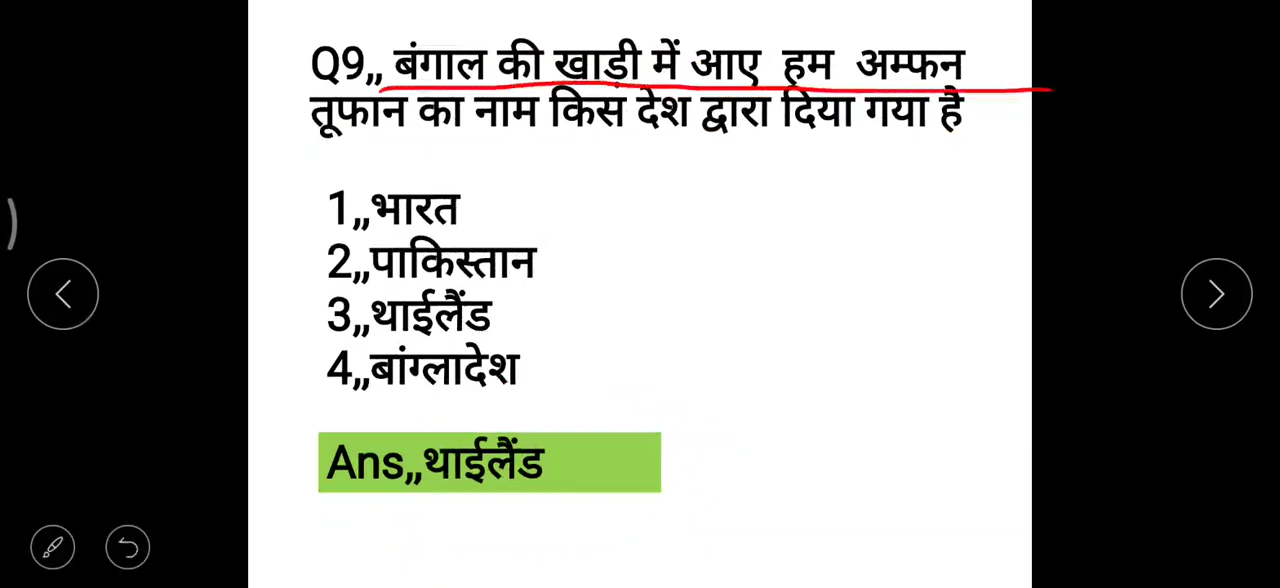 Q9,, बंगाल की खाड़ी में आए हम अम्फन
तूफान का नाम किस देश द्वारा दिया गया है
1,,भारत
2,,पाकिस्तान
3,,थाईलैंड
4,,बांग्लादेश
Ans,,थाईलैंड